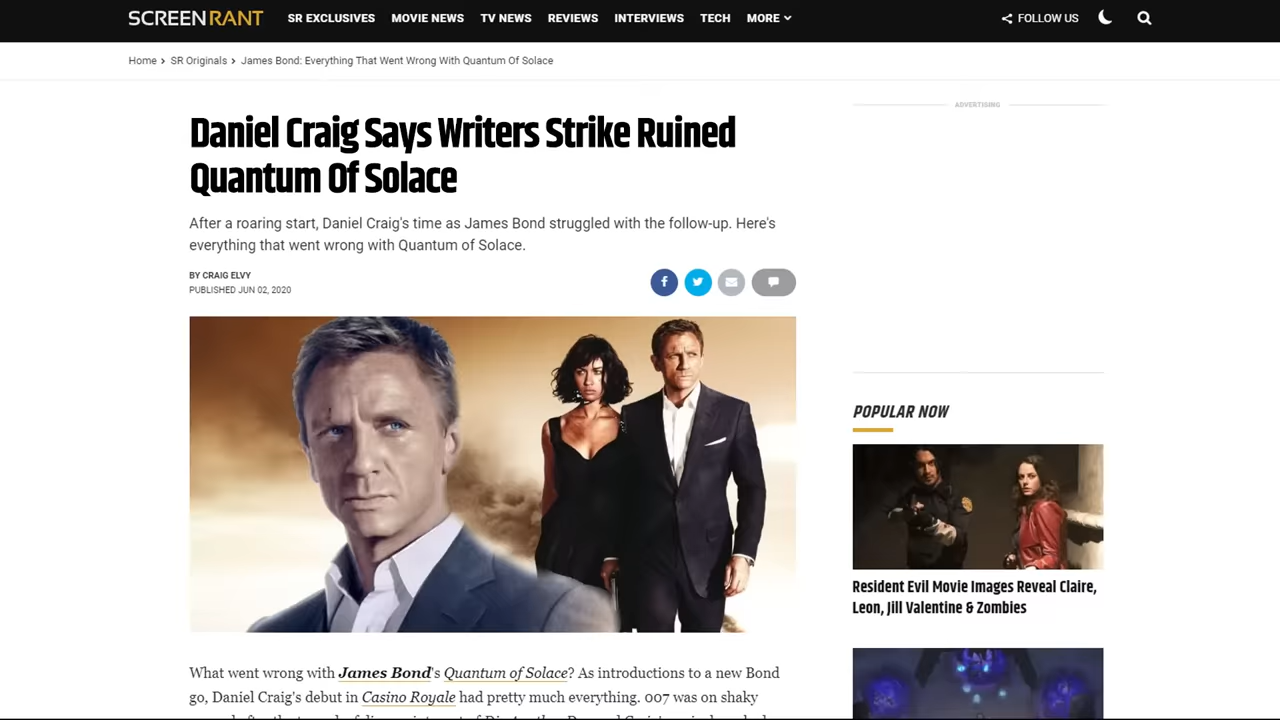 SCREENRANT SR EXCLUSIVES MOVIE NEWS TV NEWS REVIEWS INTERVIEWS TECH MORE FOLLOW US
Home > SR Originals > James Bond: Everything That Went Wrong With Quantum Of Solace
Daniel Craig Says Writers Strike Ruined
Quantum Of Solace
After a roaring start, Daniel Craig's time as James Bond struggled with the follow-up. Here's
everything that went wrong with Quantum of Solace.
BY CRAIG ELVY
PUBLISHED JUN 02, 2020
What went wrong with James Bond's Quantum of Solace? As introductions to a new Bond
go, Daniel Craig's debut in Casino Royale had pretty much everything. 007 was on shaky
ADVERTISING
POPULAR NOW
Resident Evil Movie Images Reveal Claire,
Leon, Jill Valentine & Zombies